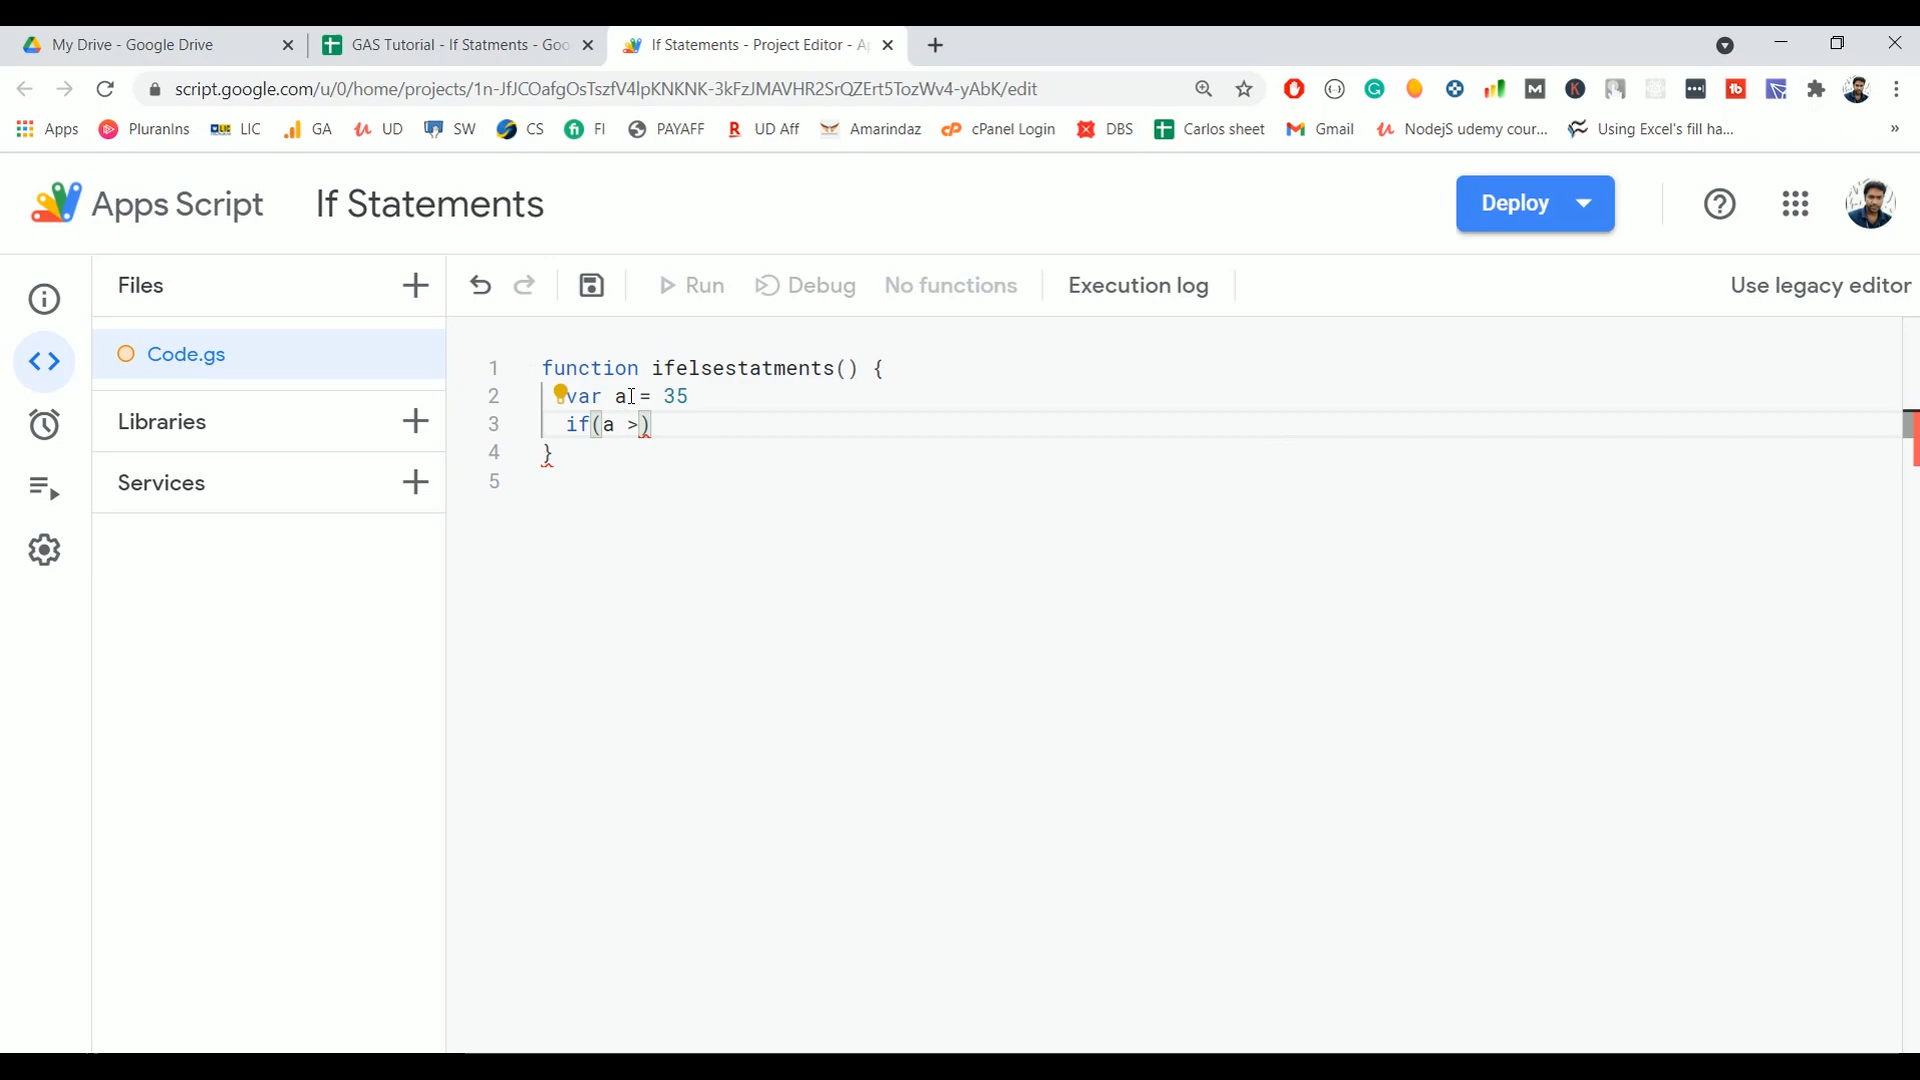 My Drive - Google Drive
GAS Tutorial - If Statments - Goo
If Statements - Project Editor - A
script.google.com/u/0/home/projects/1n-JfJCOafgOsTszfV4lpKNKNK-3kFzJMAVHR2SrQZErt5TozWv4-yAbK/edit
Apps PluranIns LIC GA UD SW CS FI PAYAFF UD Aff Amarindaz cPanel Login DBS Carlos sheet Gmail NodejS udemy cour... Using Excel's fill ha... »
Apps Script If Statements Deploy
Files Run Debug No functions Execution log Use legacy editor
Code.gs
Libraries
Services
1 function ifelsestatments() {
2 var a = 35
3 if(a >)
4 }
5